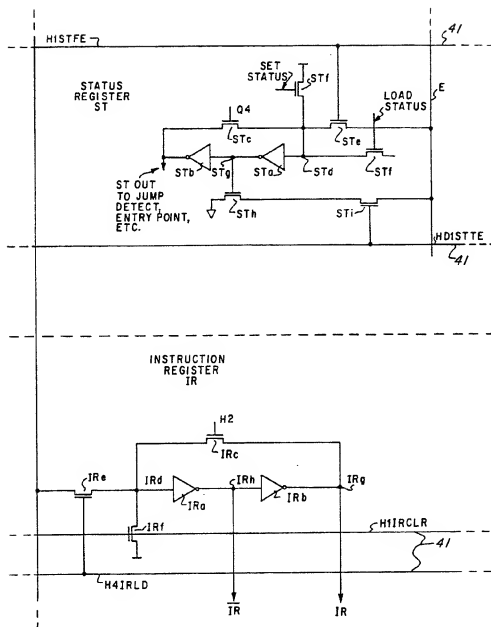 H1STFE
41
SET
STATUS
STf
STATUS
REGISTER
ST
LOAD
STATUS
E
Q4
STc
STe
STf
STb
STg
STa
STd
ST OUT
TO JUMP
DETECT,
ENTRY POINT,
ETC.
STh
STi
HD1STTE
41
INSTRUCTION
REGISTER
IR
H2
IRc
IRe
IRd
IRa
IRh
IRb
IRg
IRf
H1IRCLR
41
H4IRLD
IR
IR